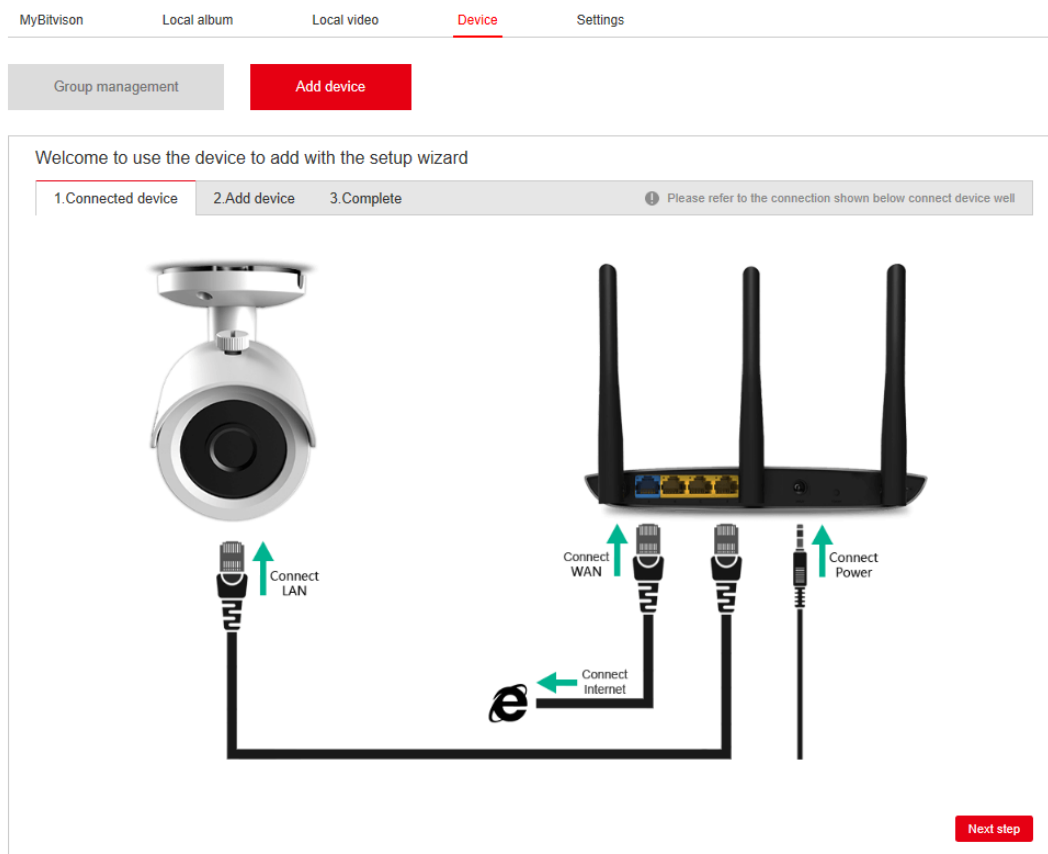 MyBitvison Local album Local video Device Settings
Group management Add device
Welcome to use the device to add with the setup wizard
1.Connected device 2.Add device 3.Complete Please refer to the connection shown below connect device well
Connect
LAN
Connect
WAN
Connect
Power
Connect
Internet
Next step